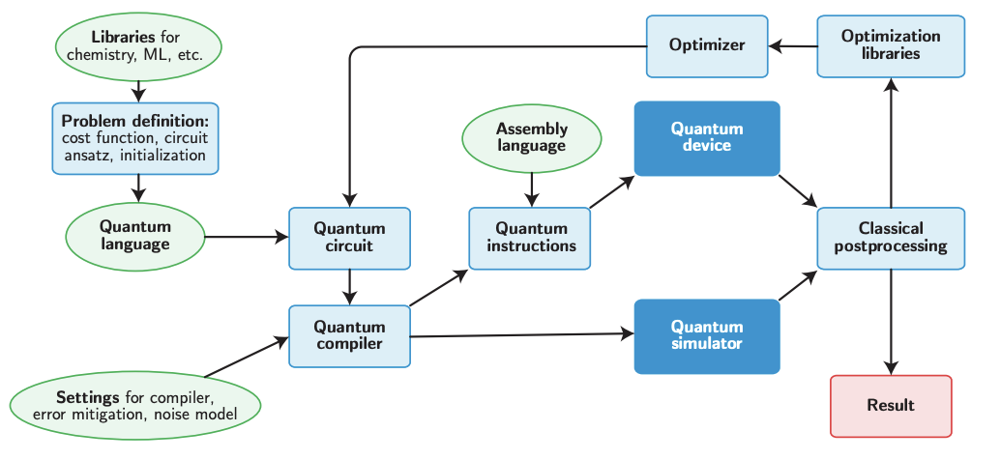 Libraries for
chemistry, ML, etc.
Problem definition:
cost function, circuit
ansatz, initialization
Quantum
language
Settings for compiler,
error mitigation, noise model
Quantum
circuit
Quantum
compiler
Assembly
language
Quantum
instructions
Optimizer
Quantum
device
Quantum
simulator
Optimization
libraries
Classical
postprocessing
Result